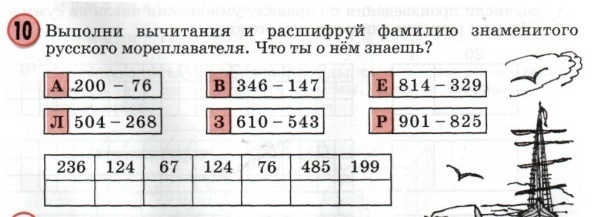 10 Выполни вычитания и расшифруй фамилию знаменитого
русского мореплавателя. Что ты о нём знаешь?
А 200 – 76 В 346 – 147 Е 814 – 329
Л 504 – 268 З 610 – 543 Р 901 – 825
236 124 67 124 76 485 199